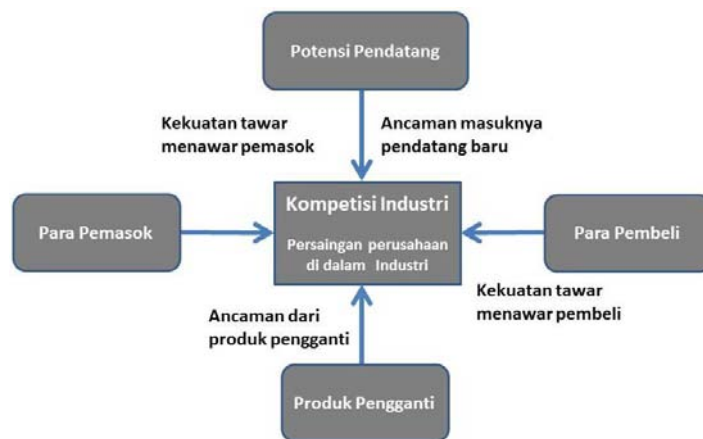 Potensi Pendatang
Kekuatan tawar
menawar pemasok
Ancaman masuknya
pendatang baru
Para Pemasok
Kompetisi Industri
Persaingan perusahaan
di dalam Industri
Para Pembeli
Kekuatan tawar
menawar pembeli
Ancaman dari
produk pengganti
Produk Pengganti